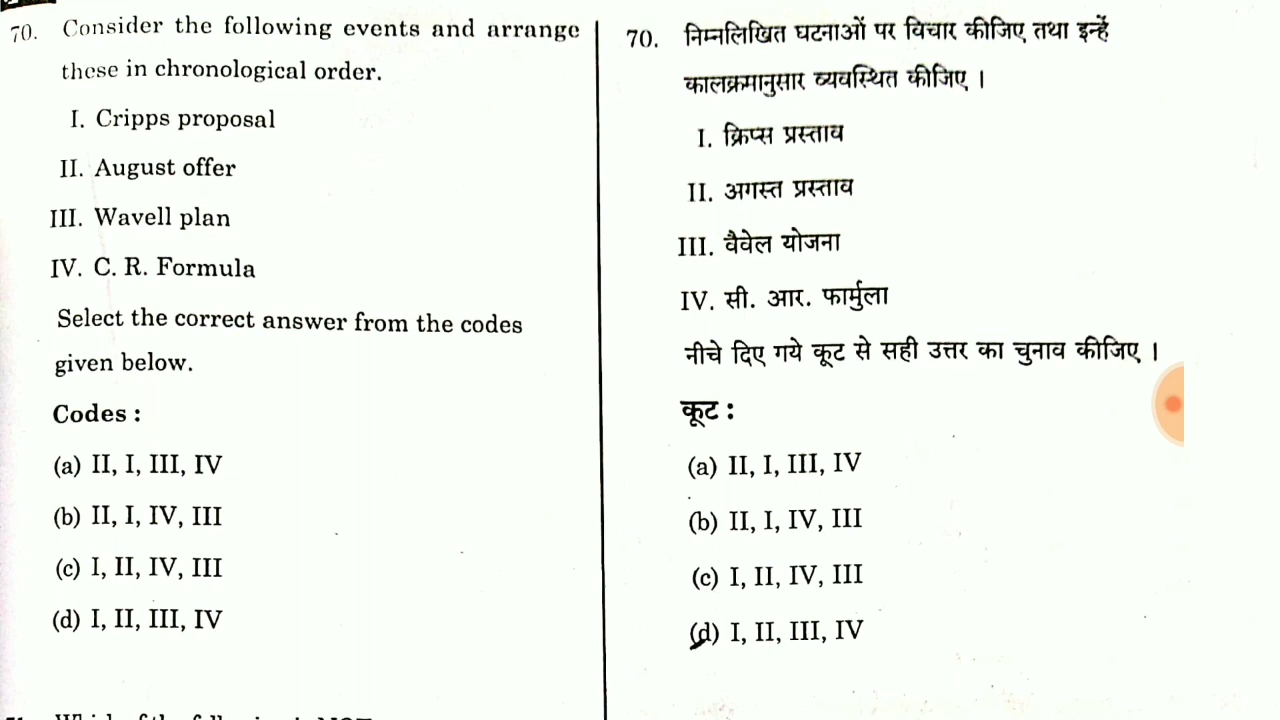 70. Consider the following events and arrange
these in chronological order.
I. Cripps proposal
II. August offer
III. Wavell plan
IV. C. R. Formula
Select the correct answer from the codes
given below.
Codes :
(a) II, I, III, IV
(b) II, I, IV, III
(c) I, II, IV, III
(d) I, II, III, IV
70. निम्नलिखित घटनाओं पर विचार कीजिए तथा इन्हें
कालक्रमानुसार व्यवस्थित कीजिए ।
I. क्रिप्स प्रस्ताव
II. अगस्त प्रस्ताव
III. वैवेल योजना
IV. सी. आर. फार्मुला
नीचे दिए गये कूट से सही उत्तर का चुनाव कीजिए ।
कूट :
(a) II, I, III, IV
(b) II, I, IV, III
(c) I, II, IV, III
(d) I, II, III, IV